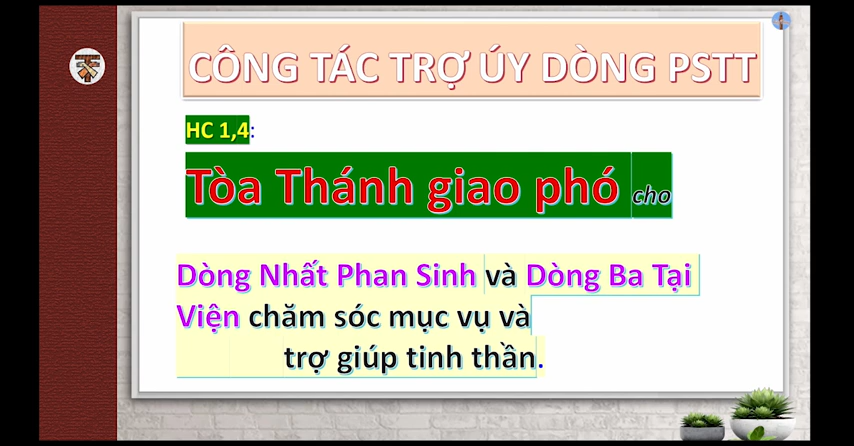 CÔNG TÁC TRỢ ÚY DÒNG PSTT
HC 1,4:
Tòa Thánh giao phó cho
Dòng Nhất Phan Sinh và Dòng Ba Tại
Viện chăm sóc mục vụ và
trợ giúp tinh thần.